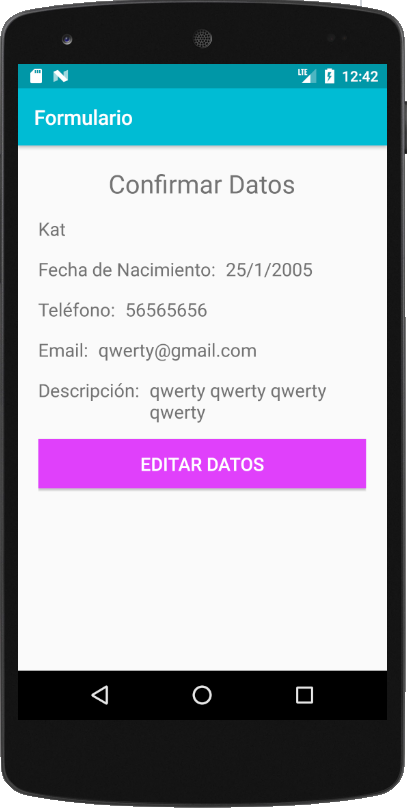 LTE 12:42
Formulario
Confirmar Datos
Kat
Fecha de Nacimiento: 25/1/2005
Teléfono: 56565656
Email: qwerty@gmail.com
Descripción: qwerty qwerty qwerty
qwerty
EDITAR DATOS